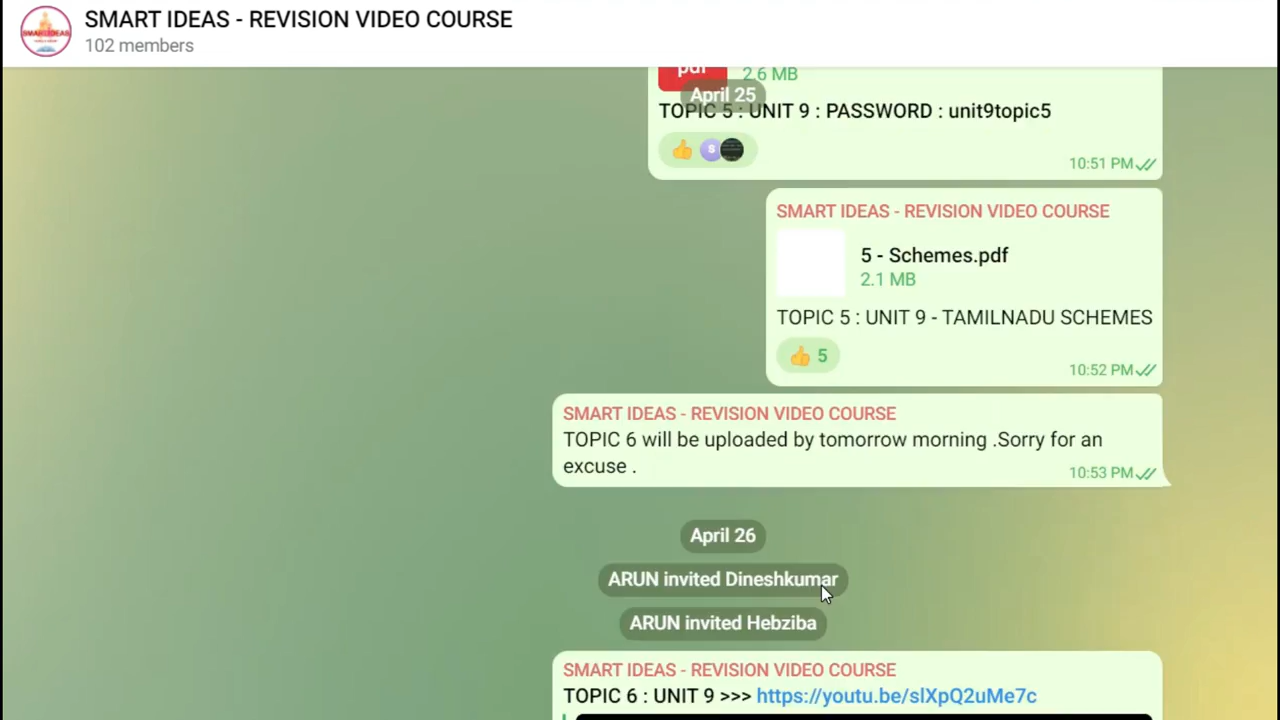 SMART IDEAS - REVISION VIDEO COURSE
102 members
pdf
2.6 MB
April 25
TOPIC 5 : UNIT 9 : PASSWORD : unit9topic5
S
10:51 PM
SMART IDEAS - REVISION VIDEO COURSE
5 - Schemes.pdf
2.1 MB
TOPIC 5 : UNIT 9 - TAMILNADU SCHEMES
5
10:52 PM
SMART IDEAS - REVISION VIDEO COURSE
TOPIC 6 will be uploaded by tomorrow morning .Sorry for an
excuse .
10:53 PM
April 26
ARUN invited Dineshkumar
ARUN invited Hebziba
SMART IDEAS - REVISION VIDEO COURSE
TOPIC 6 : UNIT 9 >>> https://youtu.be/slXpQ2uMe7c